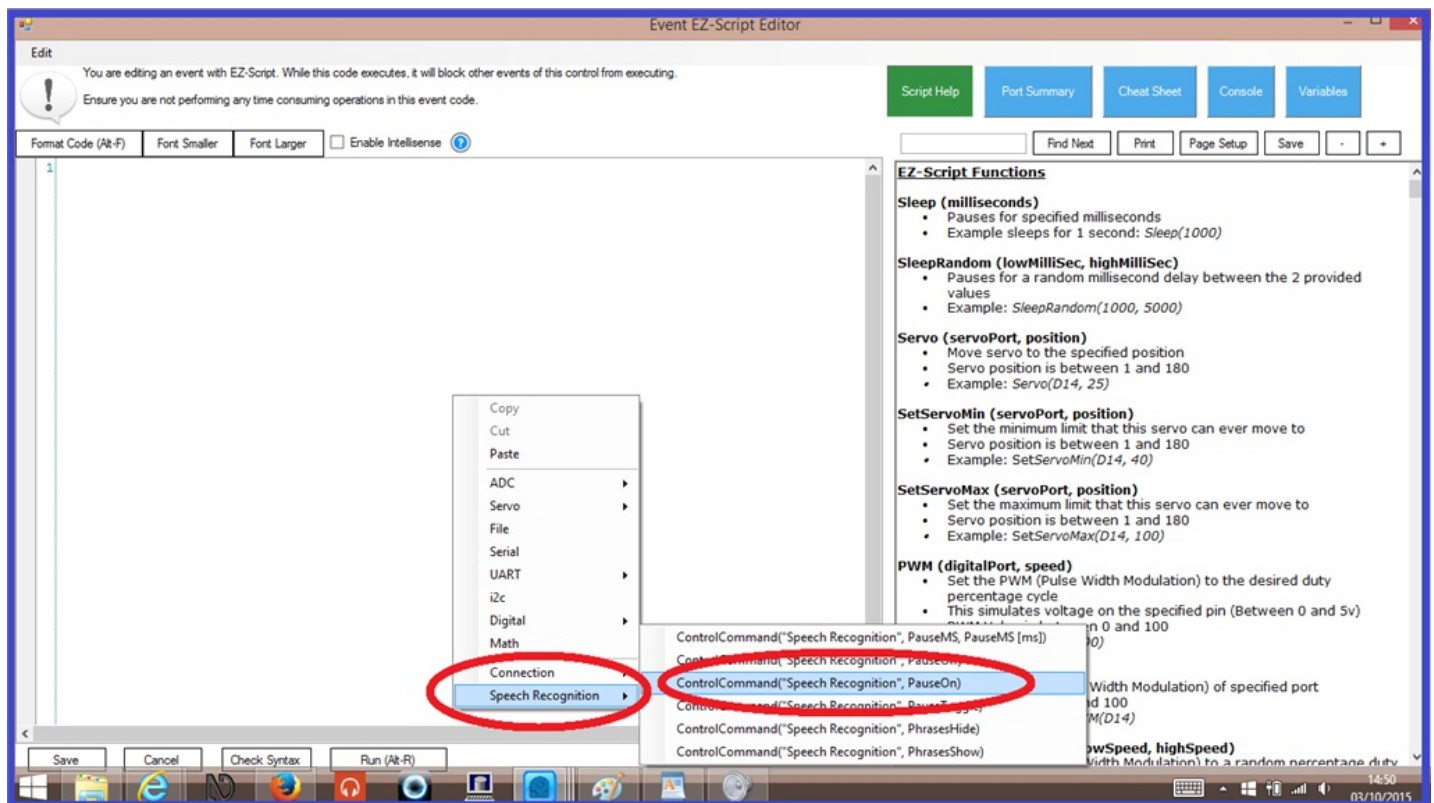 Event EZ-Script Editor
Edit
You are editing an event with EZ-Script. While this code executes, it will block other events of this control from executing.
Ensure you are not performing any time consuming operations in this event code.
Script Help
Port Summary
Cheat Sheet
Console
Variables
Format Code (Alt-F)
Font Smaller
Font Larger
Enable Intellisense
Find Next
Print
Page Setup
Save
-
+
1
EZ-Script Functions
Sleep (milliseconds)
• Pauses for specified milliseconds
• Example sleeps for 1 second: Sleep(1000)
SleepRandom (lowMilliSec, highMilliSec)
• Pauses for a random millisecond delay between the 2 provided
values
• Example: SleepRandom(1000, 5000)
Servo (servoPort, position)
• Move servo to the specified position
• Servo position is between 1 and 180
• Example: Servo(D14, 25)
SetServoMin (servoPort, position)
• Set the minimum limit that this servo can ever move to
• Servo position is between 1 and 180
• Example: SetServoMin(D14, 40)
SetServoMax (servoPort, position)
• Set the maximum limit that this servo can ever move to
• Servo position is between 1 and 180
• Example: SetServoMax(D14, 100)
PWM (digitalPort, speed)
• Set the PWM (Pulse Width Modulation) to the desired duty
percentage cycle
• This simulates voltage on the specified pin (Between 0 and 5v)
0 and 100
Width Modulation) of specified port
100
(D14)
highSpeed)
Width Modulation) to a random percentage duty
Copy
Cut
Paste
ADC
Servo
File
Serial
UART
i2c
Digital
Math
Connection
Speech Recognition
ControlCommand("Speech Recognition", PauseMS, PauseMS [ms])
ControlCommand("Speech Recognition",
ControlCommand("Speech Recognition", PauseOn)
ControlCommand("Speech Recognition", PauseToggle)
ControlCommand("Speech Recognition", PhrasesHide)
ControlCommand("Speech Recognition", PhrasesShow)
Save
Cancel
Check Syntax
Run (Alt-R)
14:50
03/10/2015